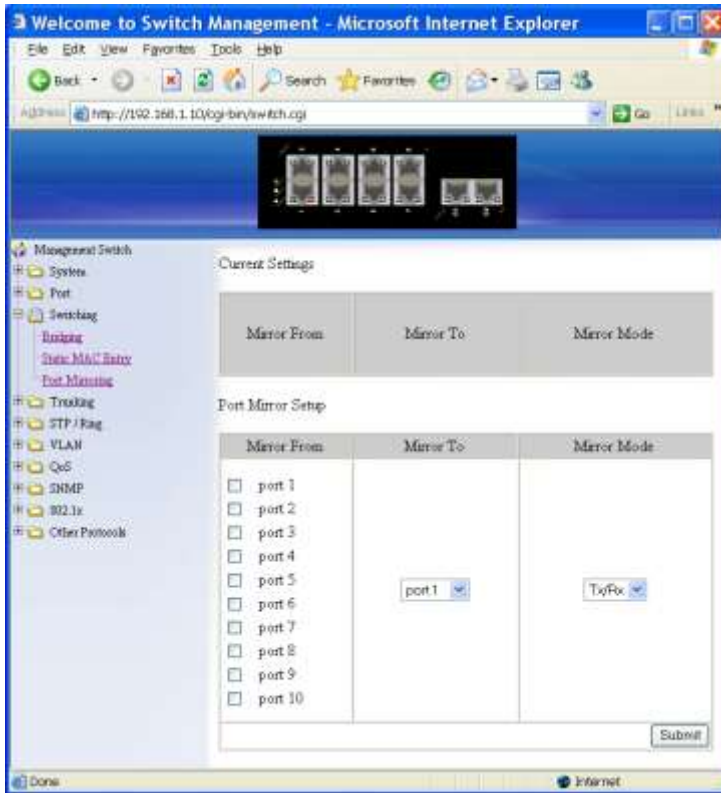 Welcome to Switch Management - Microsoft Internet Explorer
File Edit View Favorites Tools Help
Back Search Favorites
Address http://192.168.1.10/cgi-bin/switch.cgi Go Links »
Management Switch
System
Port
Switching
Bridging
Static MAC Entry
Port Mirroring
Trunking
STP / Ring
VLAN
QoS
SNMP
802.1x
Other Protocols
Current Settings
Mirror From Mirror To Mirror Mode
Port Mirror Setup
Mirror From Mirror To Mirror Mode
port 1
port 2
port 3
port 4
port 5
port 6
port 7
port 8
port 9
port 10
port 1
Tx/Rx
Submit
Done Internet